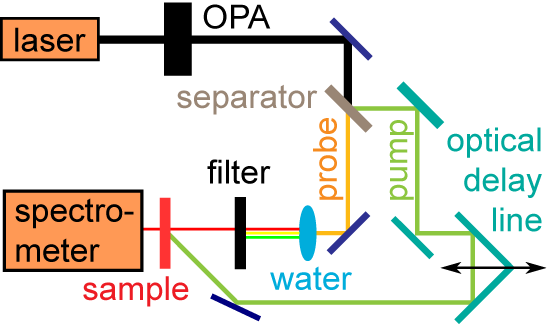 OPA
laser
separator
probe
pump
optical
delay
line
filter
spectro-
meter
water
sample